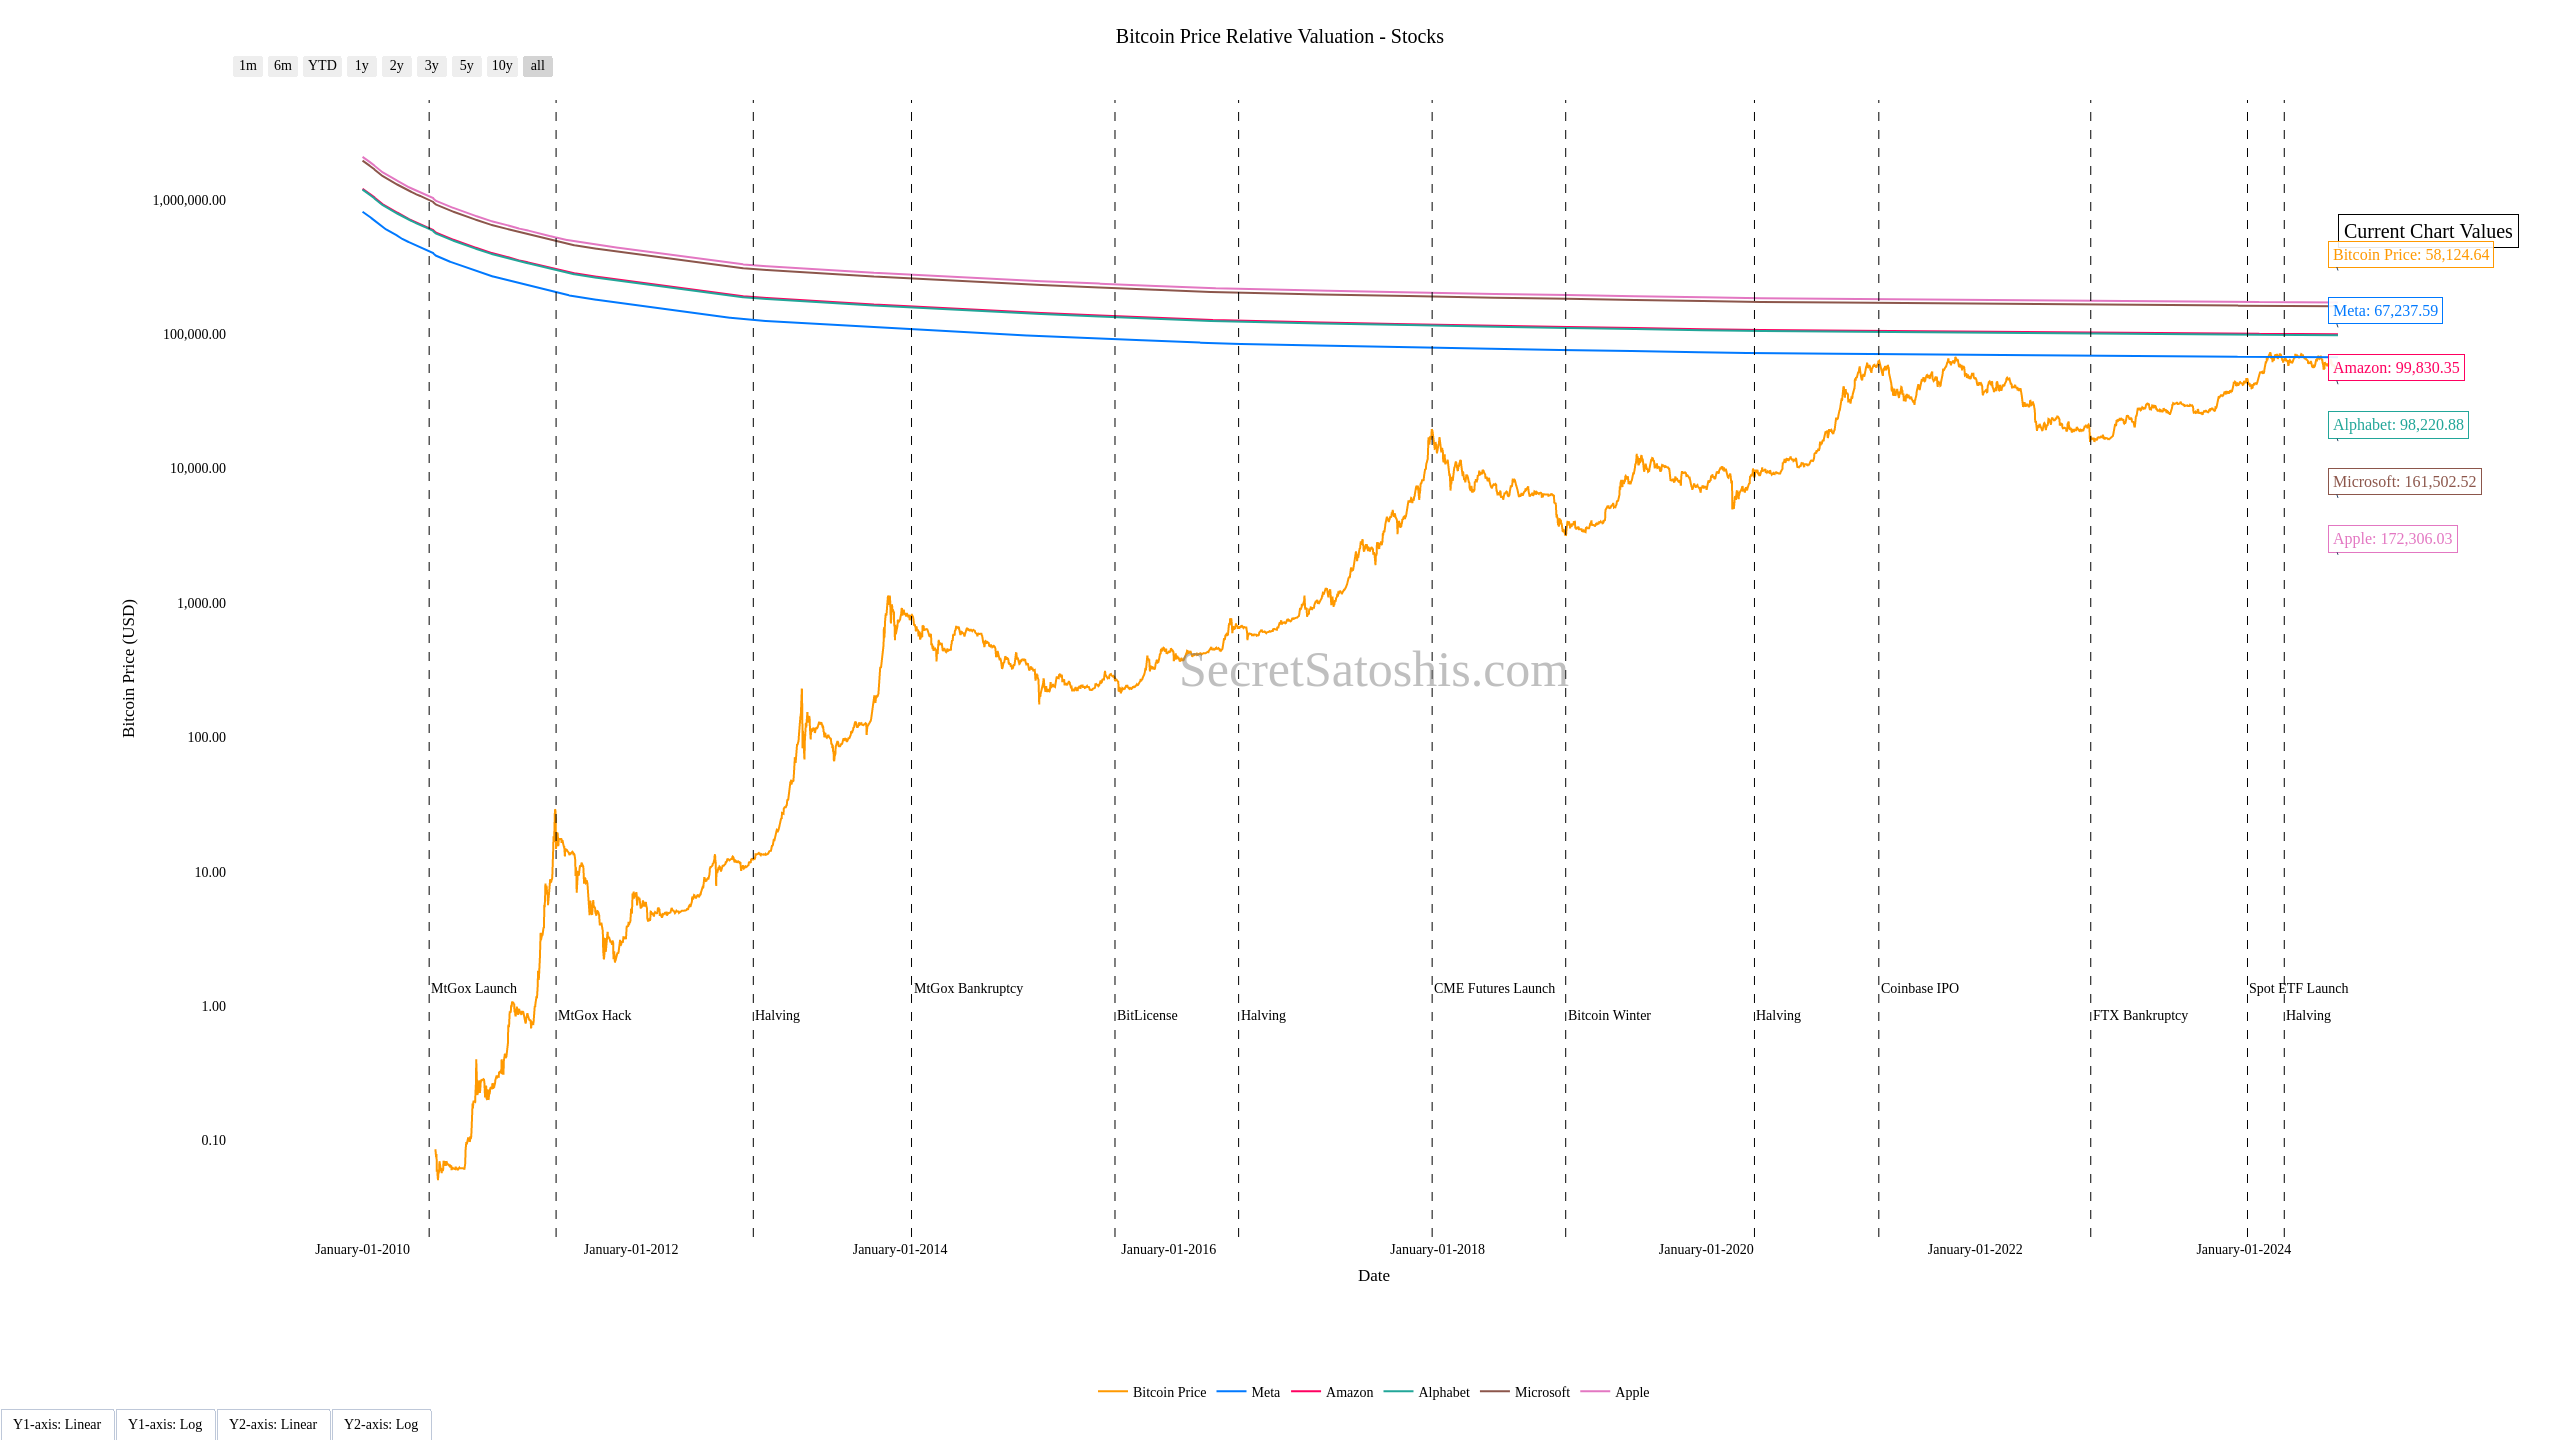 Bitcoin Price Relative Valuation - Stocks
1m 6m YTD 1y 2y 3y 5y 10y all
1,000,000.00
100,000.00
10,000.00
1,000.00
100.00
10.00
1.00
0.10
Bitcoin Price (USD)
Current Chart Values
Bitcoin Price: 58,124.64
Meta: 67,237.59
Amazon: 99,830.35
Alphabet: 98,220.88
Microsoft: 161,502.52
Apple: 172,306.03
SecretSatoshis.com
MtGox Launch
MtGox Hack
Halving
MtGox Bankruptcy
BitLicense
Halving
CME Futures Launch
Bitcoin Winter
Halving
Coinbase IPO
FTX Bankruptcy
Spot ETF Launch
Halving
January-01-2010 January-01-2012 January-01-2014 January-01-2016 January-01-2018 January-01-2020 January-01-2022 January-01-2024
Date
Bitcoin Price Meta Amazon Alphabet Microsoft Apple
Y1-axis: Linear Y1-axis: Log Y2-axis: Linear Y2-axis: Log